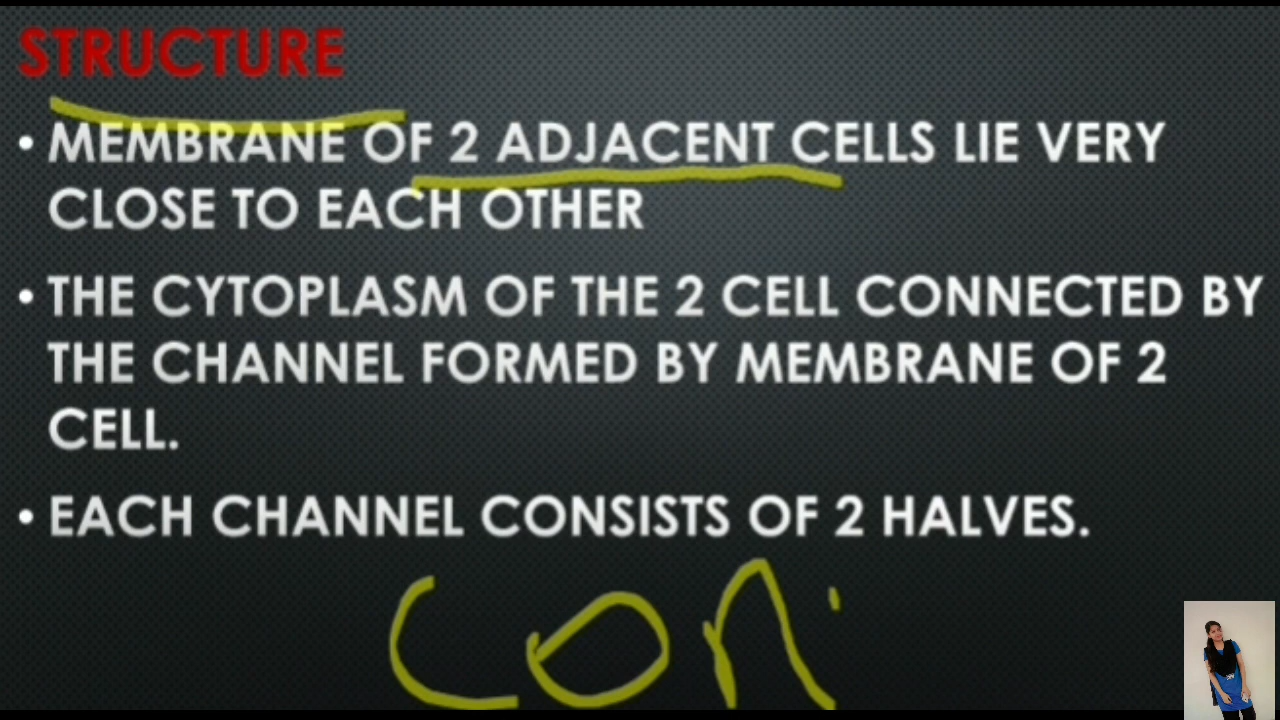 STRUCTURE
• MEMBRANE OF 2 ADJACENT CELLS LIE VERY
CLOSE TO EACH OTHER
• THE CYTOPLASM OF THE 2 CELL CONNECTED BY
THE CHANNEL FORMED BY MEMBRANE OF 2
CELL.
• EACH CHANNEL CONSISTS OF 2 HALVES.
con